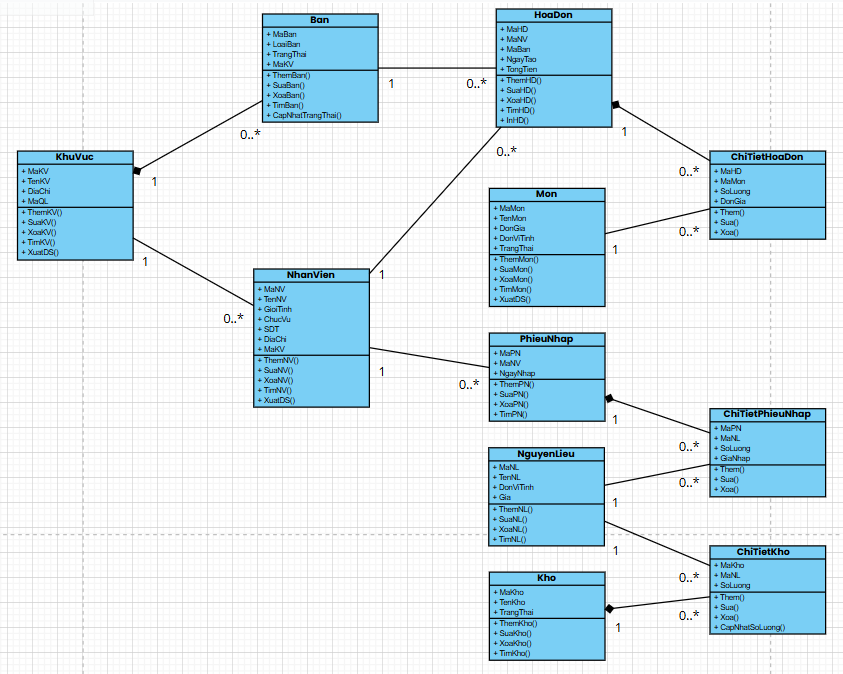 Ban
+ MaBan
+ LoaiBan
+ TrangThai
+ MaKV
+ ThemBan()
+ SuaBan()
+ XoaBan()
+ TimBan()
+ CapNhatTrangThai()
1
0..*
HoaDon
+ MaHD
+ MaNV
+ MaBan
+ NgayTao
+ TongTien
+ ThemHD()
+ SuaHD()
+ XoaHD()
+ TimHD()
+ InHD()
1
0..*
0..*
0..*
KhuVuc
+ MaKV
+ TenKV
+ DiaChi
+ MaQL
+ ThemKV()
+ SuaKV()
+ XoaKV()
+ TimKV()
+ XuatDS()
1
1
0..*
ChiTietHoaDon
+ MaHD
+ MaMon
+ SoLuong
+ DonGia
+ Them()
+ Sua()
+ Xoa()
0..*
Mon
+ MaMon
+ TenMon
+ DonGia
+ DonViTinh
+ TrangThai
+ ThemMon()
+ SuaMon()
+ XoaMon()
+ TimMon()
+ XuatDS()
1
NhanVien
+ MaNV
+ TenNV
+ GioiTinh
+ ChucVu
+ SDT
+ DiaChi
+ MaKV
+ ThemNV()
+ SuaNV()
+ XoaNV()
+ TimNV()
+ XuatDS()
1
1
0..*
PhieuNhap
+ MaPN
+ MaNV
+ NgayNhap
+ ThemPN()
+ SuaPN()
+ XoaPN()
+ TimPN()
1
0..*
ChiTietPhieuNhap
+ MaPN
+ MaNL
+ SoLuong
+ GiaNhap
+ Them()
+ Sua()
+ Xoa()
0..*
NguyenLieu
+ MaNL
+ TenNL
+ DonViTinh
+ Gia
+ ThemNL()
+ SuaNL()
+ XoaNL()
+ TimNL()
1
1
0..*
ChiTietKho
+ MaKho
+ MaNL
+ SoLuong
+ Them()
+ Sua()
+ Xoa()
+ CapNhatSoLuong()
0..*
Kho
+ MaKho
+ TenKho
+ TrangThai
+ ThemKho()
+ SuaKho()
+ XoaKho()
+ TimKho()
1